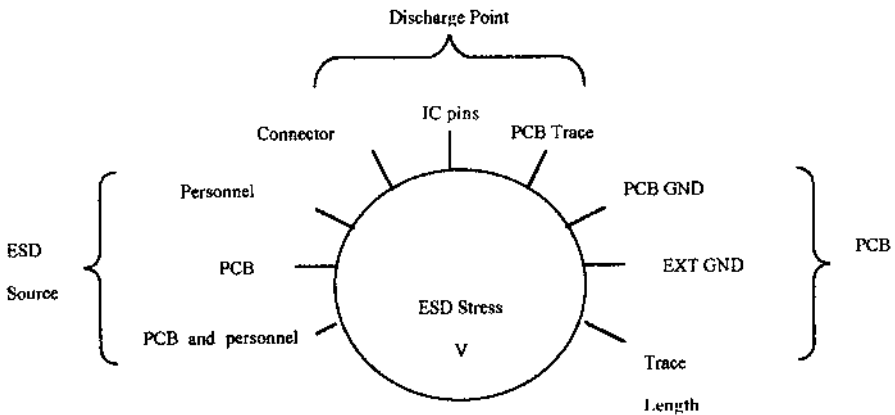 Discharge Point
IC pins
Connector
PCB Trace
Personnel
PCB GND
ESD
Source
PCB
EXT GND
PCB
ESD Stress
V
PCB and personnel
Trace
Length